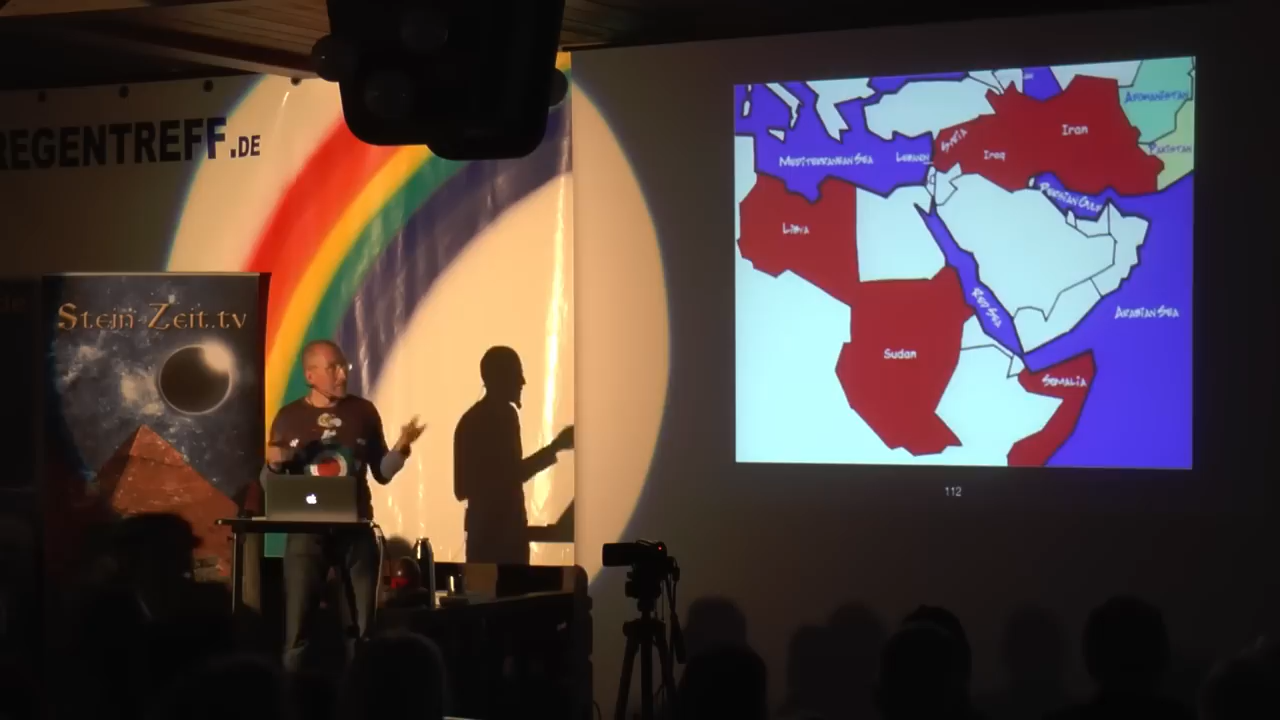 REGENTREFF.DE
Stein-Zeit.tv
Afghanistan
Pakistan
Iran
Syria
Iraq
Mediterranean Sea
Lebanon
Persian Gulf
Libya
Red Sea
Arabian Sea
Sudan
Somalia
112